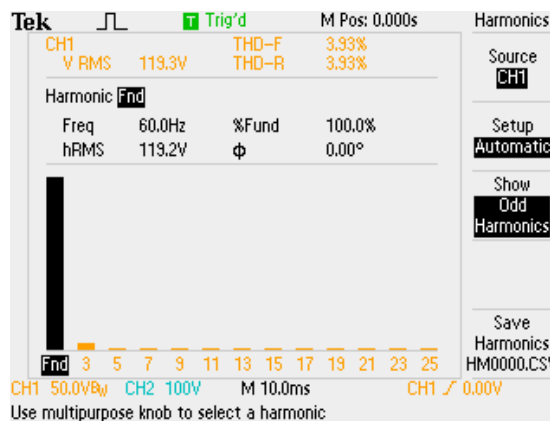 Tek T Trig'd M Pos: 0.000s Harmonics
CH1 THD-F 3.93%
V RMS 119.3V THD-R 3.93%
Source
CH1
Harmonic Fnd
Freq 60.0Hz %Fund 100.0%
hRMS 119.2V Φ 0.00°
Setup
Automatic
Show
Odd
Harmonics
Save
Harmonics
HM0000.CSV
Fnd 3 5 7 9 11 13 15 17 19 21 23 25
CH1 50.0VBW CH2 100V M 10.0ms CH1 0.00V
Use multipurpose knob to select a harmonic